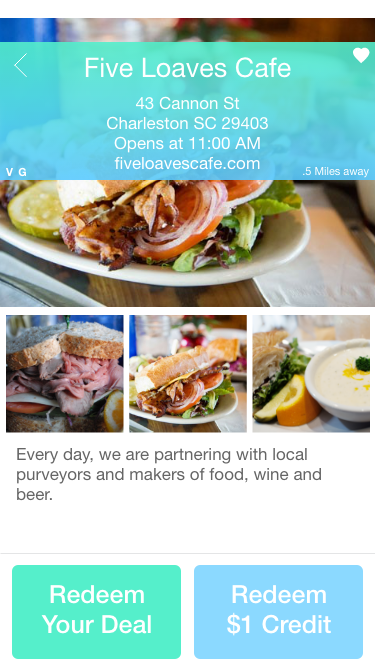 Five Loaves Cafe
43 Cannon St
Charleston SC 29403
Opens at 11:00 AM
fiveloavescafe.com
V G
.5 Miles away
Every day, we are partnering with local
purveyors and makers of food, wine and
beer.
Redeem
Your Deal
Redeem
$1 Credit